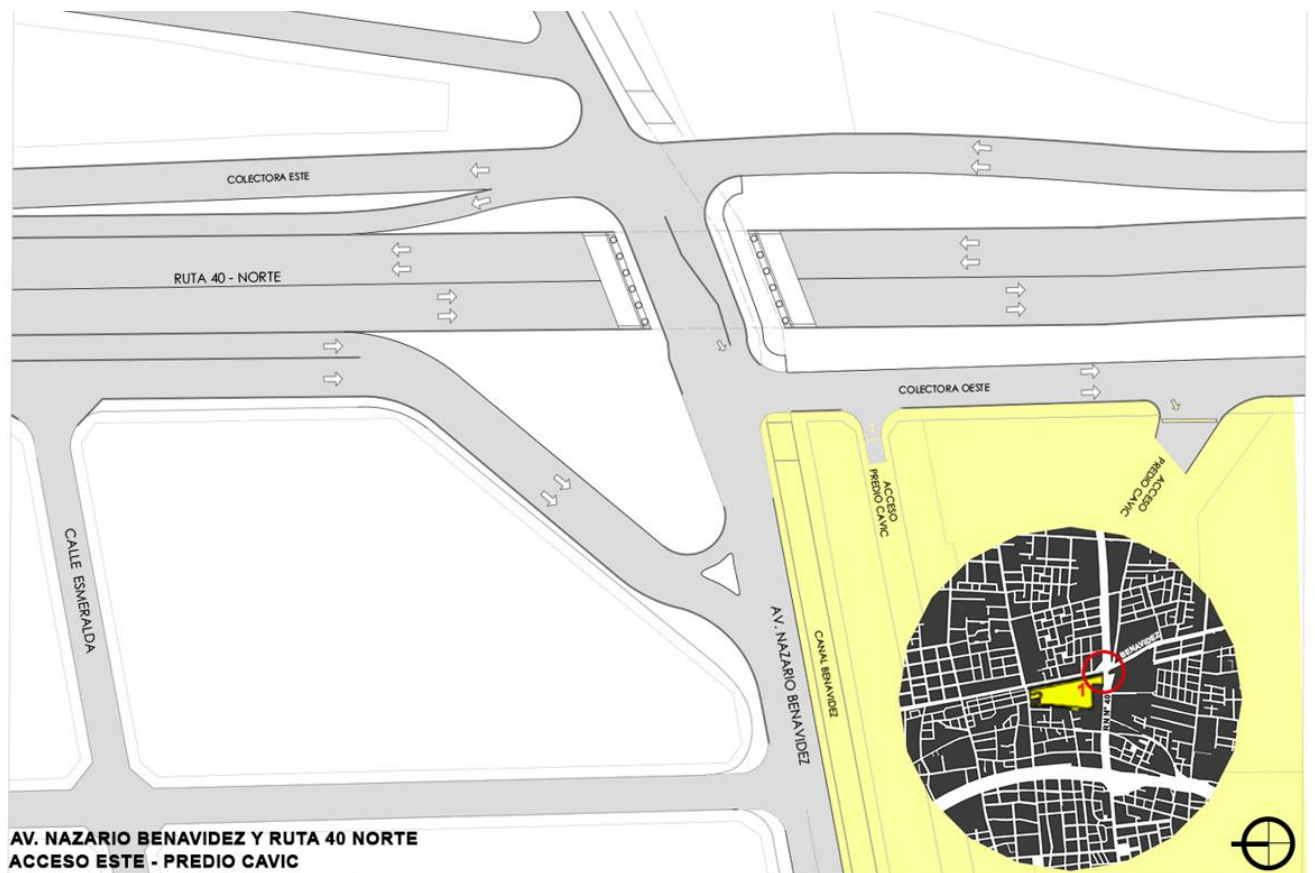 COLECTORA ESTE
RUTA 40 - NORTE
COLECTORA OESTE
ACCESO
PREDIO CAVIC
ACCESO
PREDIO CAVIC
CALLE ESMERALDA
AV. NAZARIO BENAVIDEZ
CANAL BENAVIDEZ
BENAVIDEZ
1
AV. NAZARIO BENAVIDEZ Y RUTA 40 NORTE
ACCESO ESTE - PREDIO CAVIC